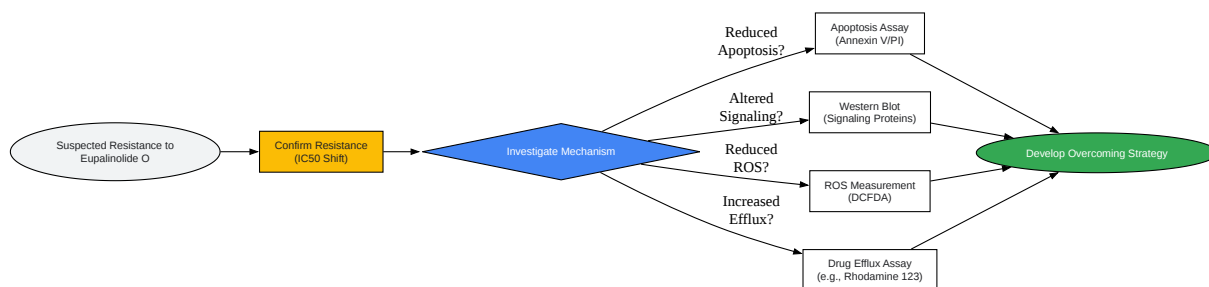 Suspected Resistance to
Eupalinolide O
Confirm Resistance
(IC50 Shift)
Investigate Mechanism
Reduced
Apoptosis?
Altered
Signaling?
Reduced
ROS?
Increased
Efflux?
Apoptosis Assay
(Annexin V/PI)
Western Blot
(Signaling Proteins)
ROS Measurement
(DCFDA)
Drug Efflux Assay
(e.g., Rhodamine 123)
Develop Overcoming Strategy